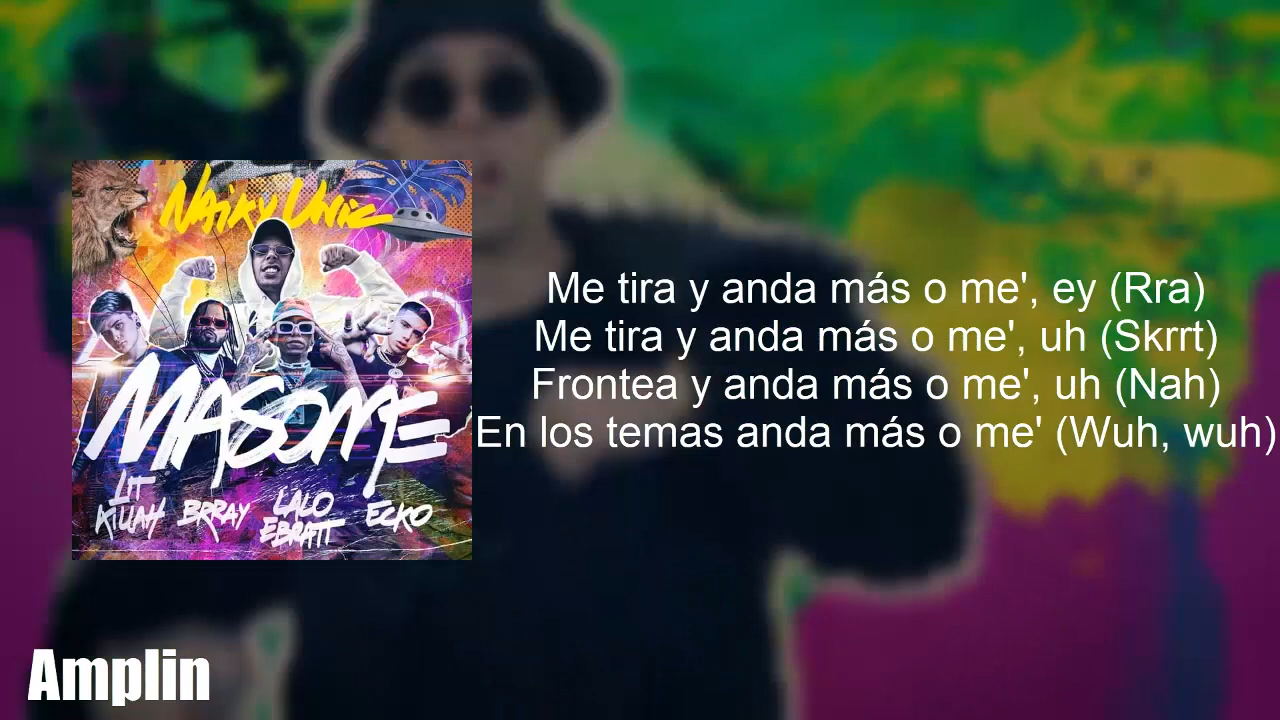 NAIKY UNIC
MASOME
LIT
KILLAH
BRRAY
LALO
EBRATT
ECKO
Me tira y anda más o me', ey (Rra)
Me tira y anda más o me', uh (Skrrt)
Frontea y anda más o me', uh (Nah)
En los temas anda más o me' (Wuh, wuh)
Amplin